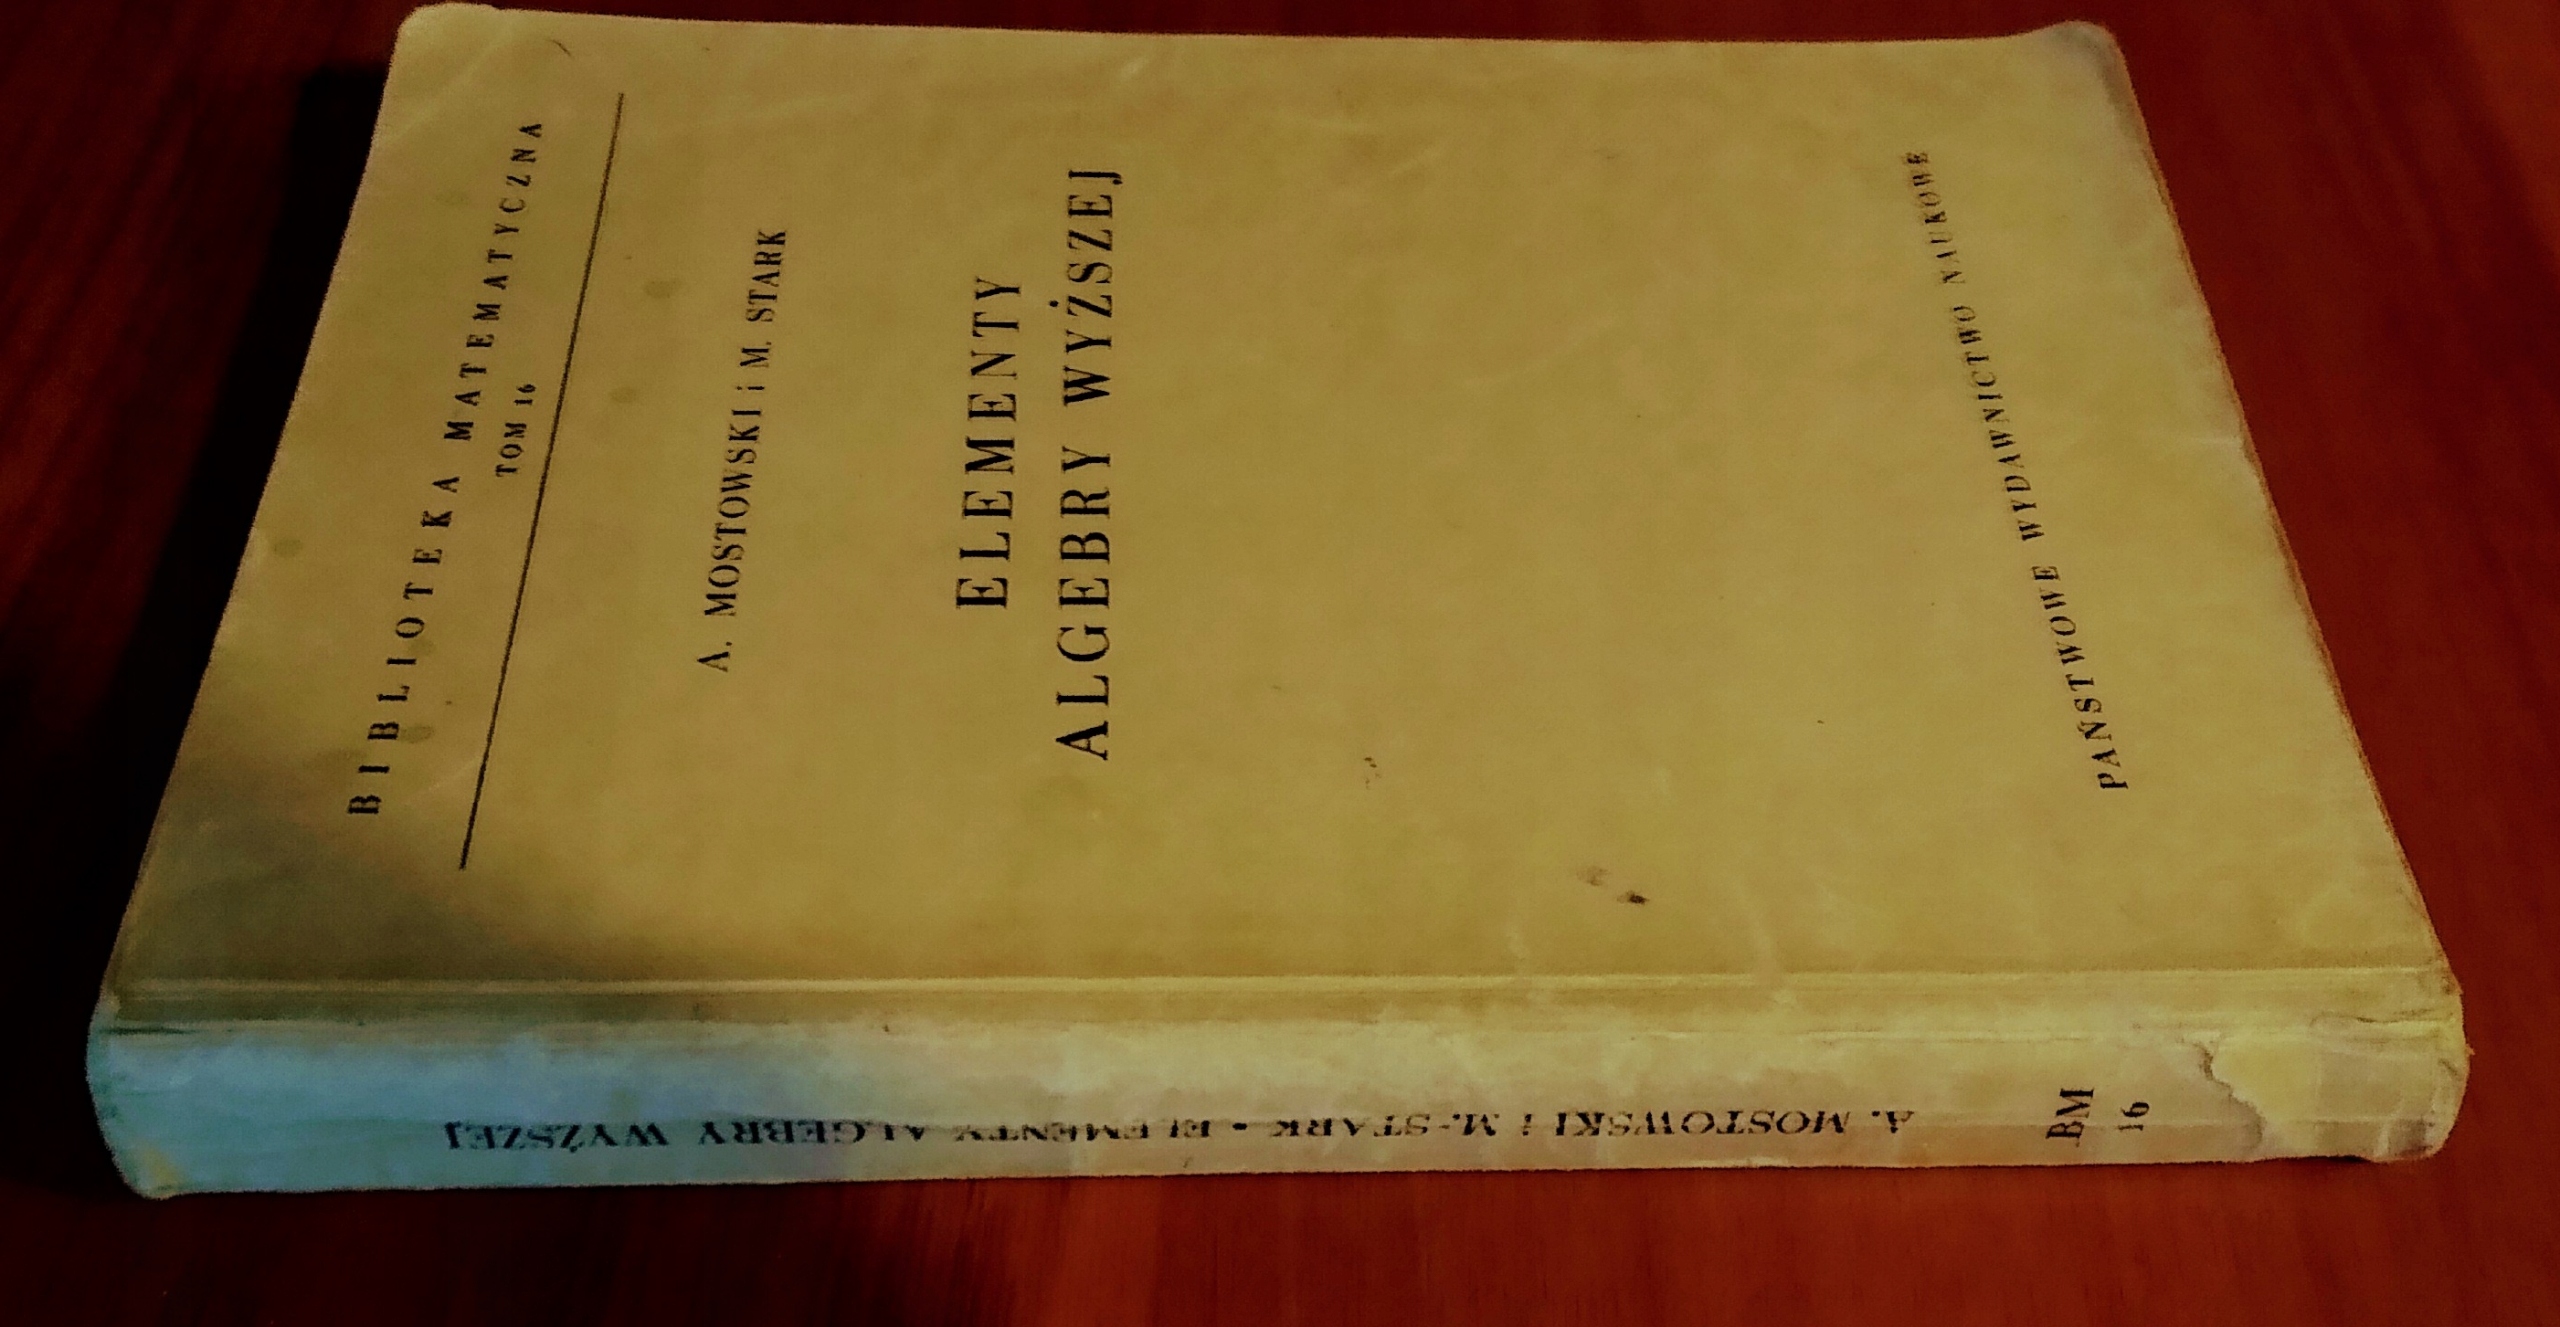 BIBLIOTEKA MATEMATYCZNA
TOM 16
A. MOSTOWSKI i M. STARK
ELEMENTY
ALGEBRY WYŻSZEJ
PAŃSTWOWE WYDAWNICTWO NAUKOWE
A. MOSTOWSKI i M. STARK • ELEMENTY ALGEBRY WYŻSZEJ
BM
16